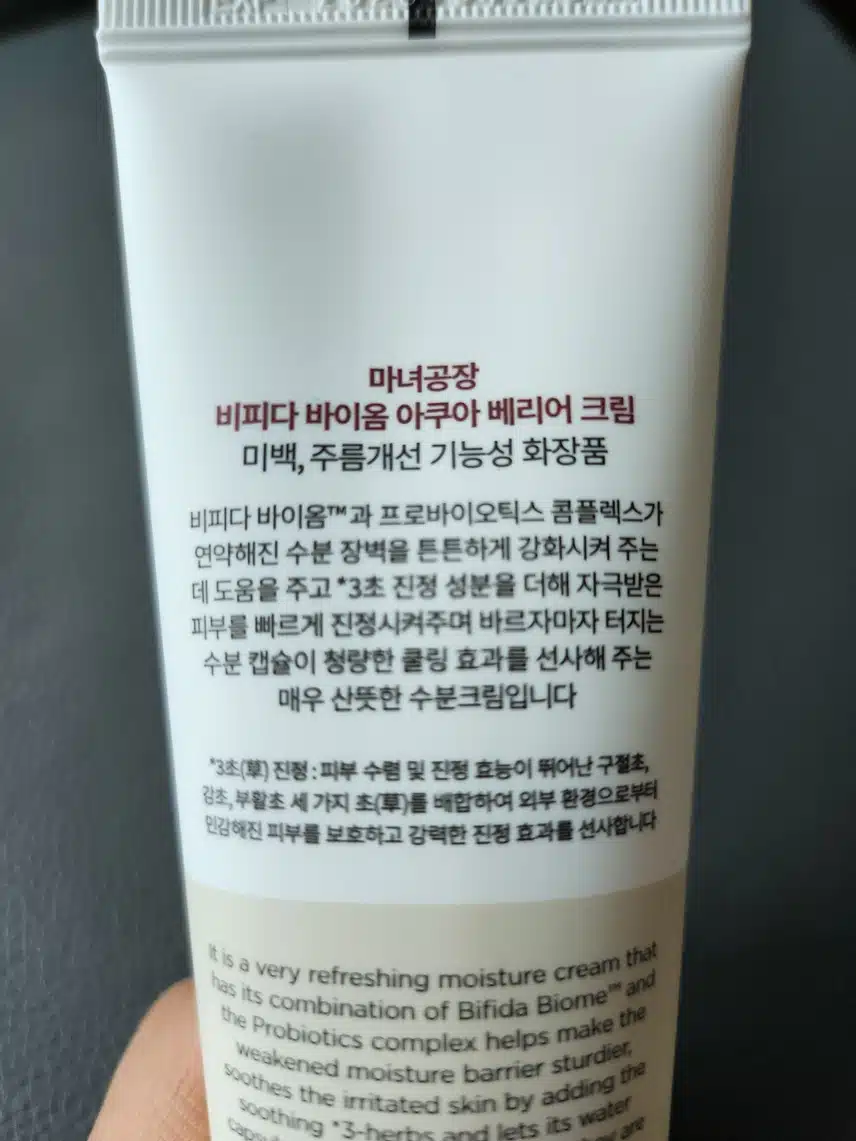 마녀공장
비피다 바이옴 아쿠아 베리어 크림
미백, 주름개선 기능성 화장품
비피다 바이옴™과 프로바이오틱스 콤플렉스가
연약해진 수분 장벽을 튼튼하게 강화시켜 주는
데 도움을 주고 *3초 진정 성분을 더해 자극받은
피부를 빠르게 진정시켜주며 바르자마자 터지는
수분 캡슐이 청량한 쿨링 효과를 선사해 주는
매우 산뜻한 수분크림입니다
*3초(草) 진정 : 피부 수렴 및 진정 효능이 뛰어난 구절초,
감초, 부활초 세 가지 초(草)를 배합하여 외부 환경으로부터
민감해진 피부를 보호하고 강력한 진정 효과를 선사합니다
It is a very refreshing moisture cream that
has its combination of Bifida Biome™ and
the Probiotics complex helps make the
weakened moisture barrier sturdier,
soothes the irritated skin by adding the
soothing *3-herbs and lets its water
are